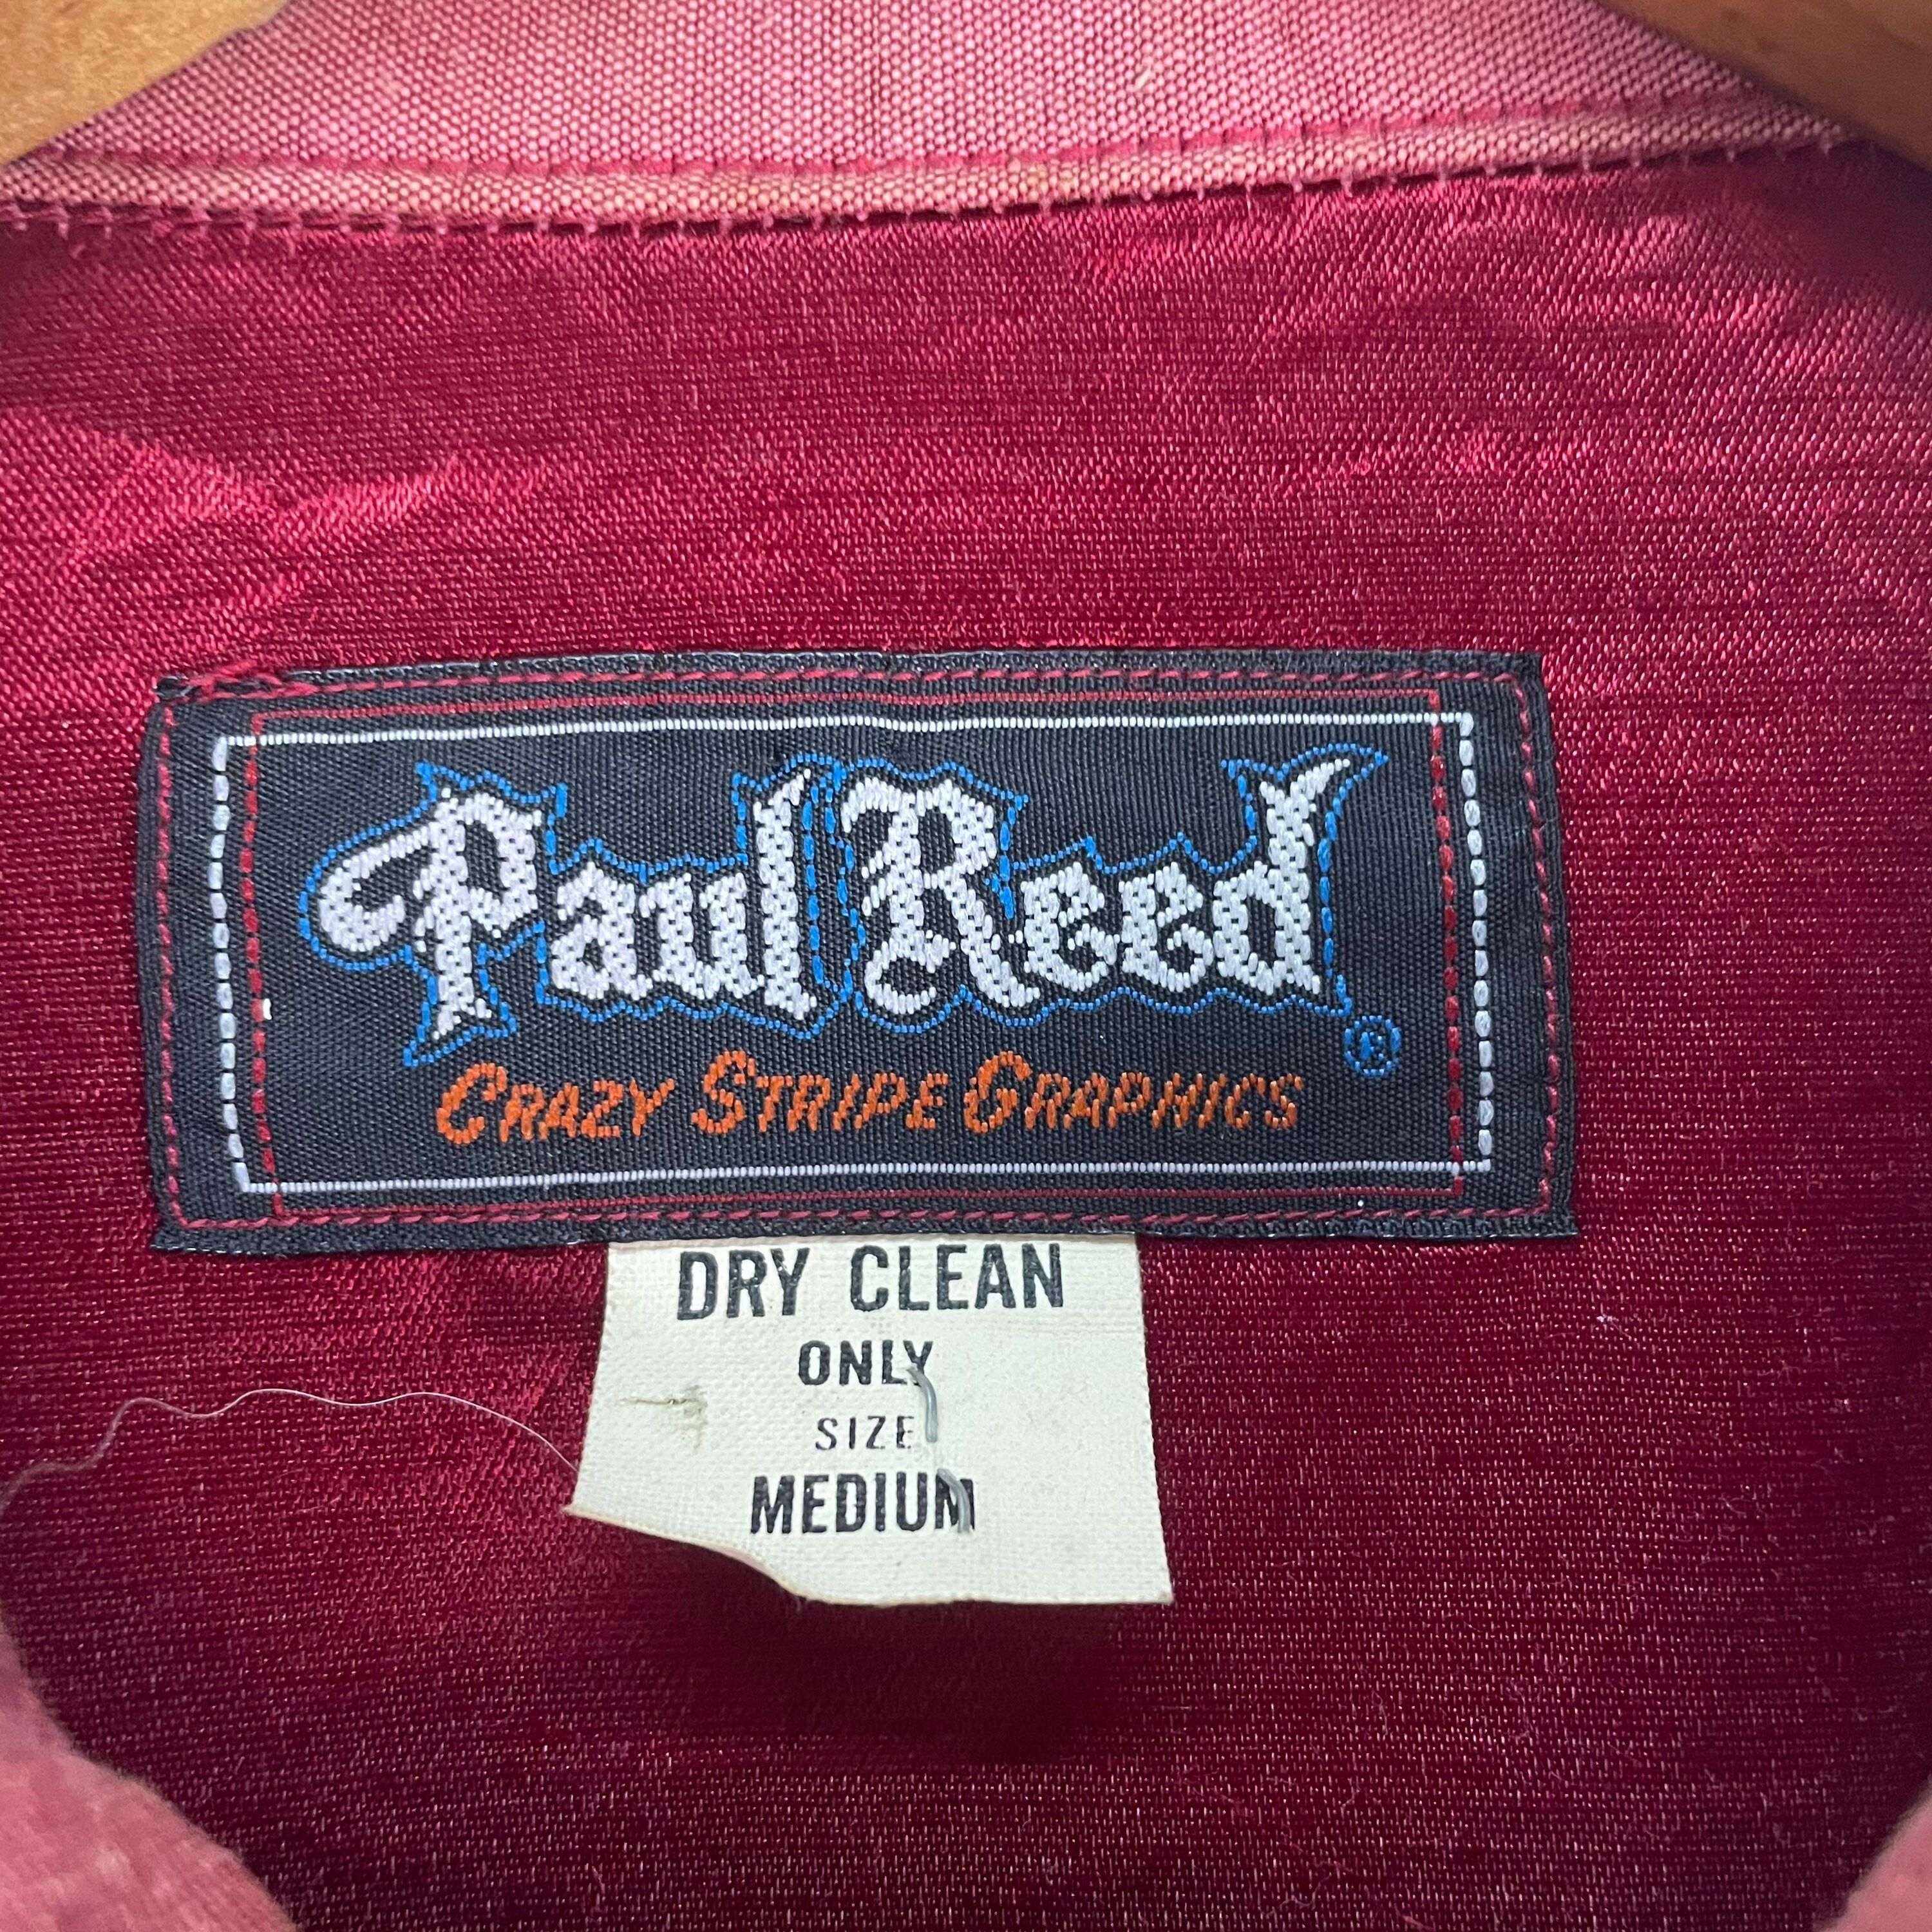 Paul Reed ®
CRAZY STRIPE GRAPHICS
DRY CLEAN
ONLY
SIZE
MEDIUM